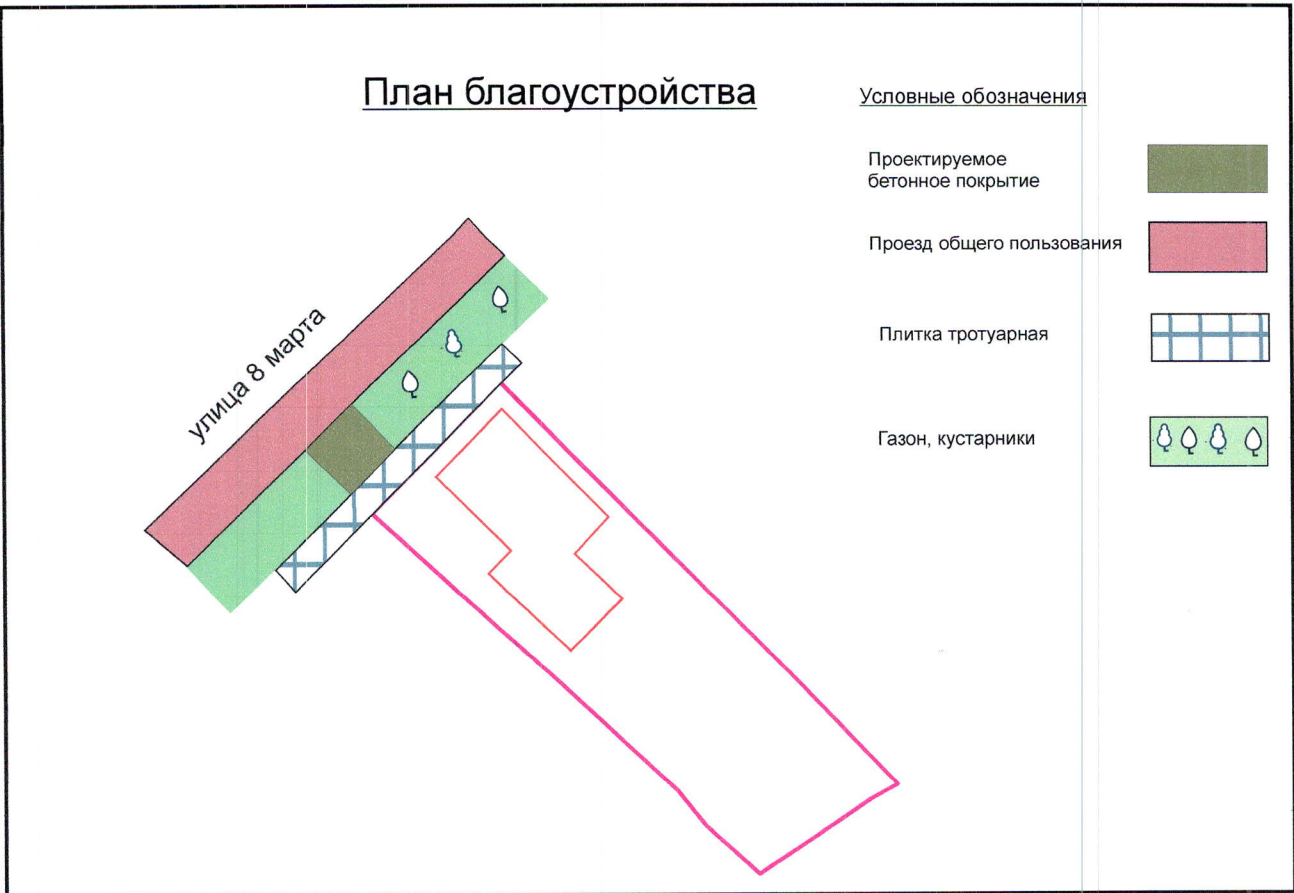 План благоустройства
Условные обозначения
Проектируемое
бетонное покрытие
Проезд общего пользования
Плитка тротуарная
Газон, кустарники
улица 8 марта